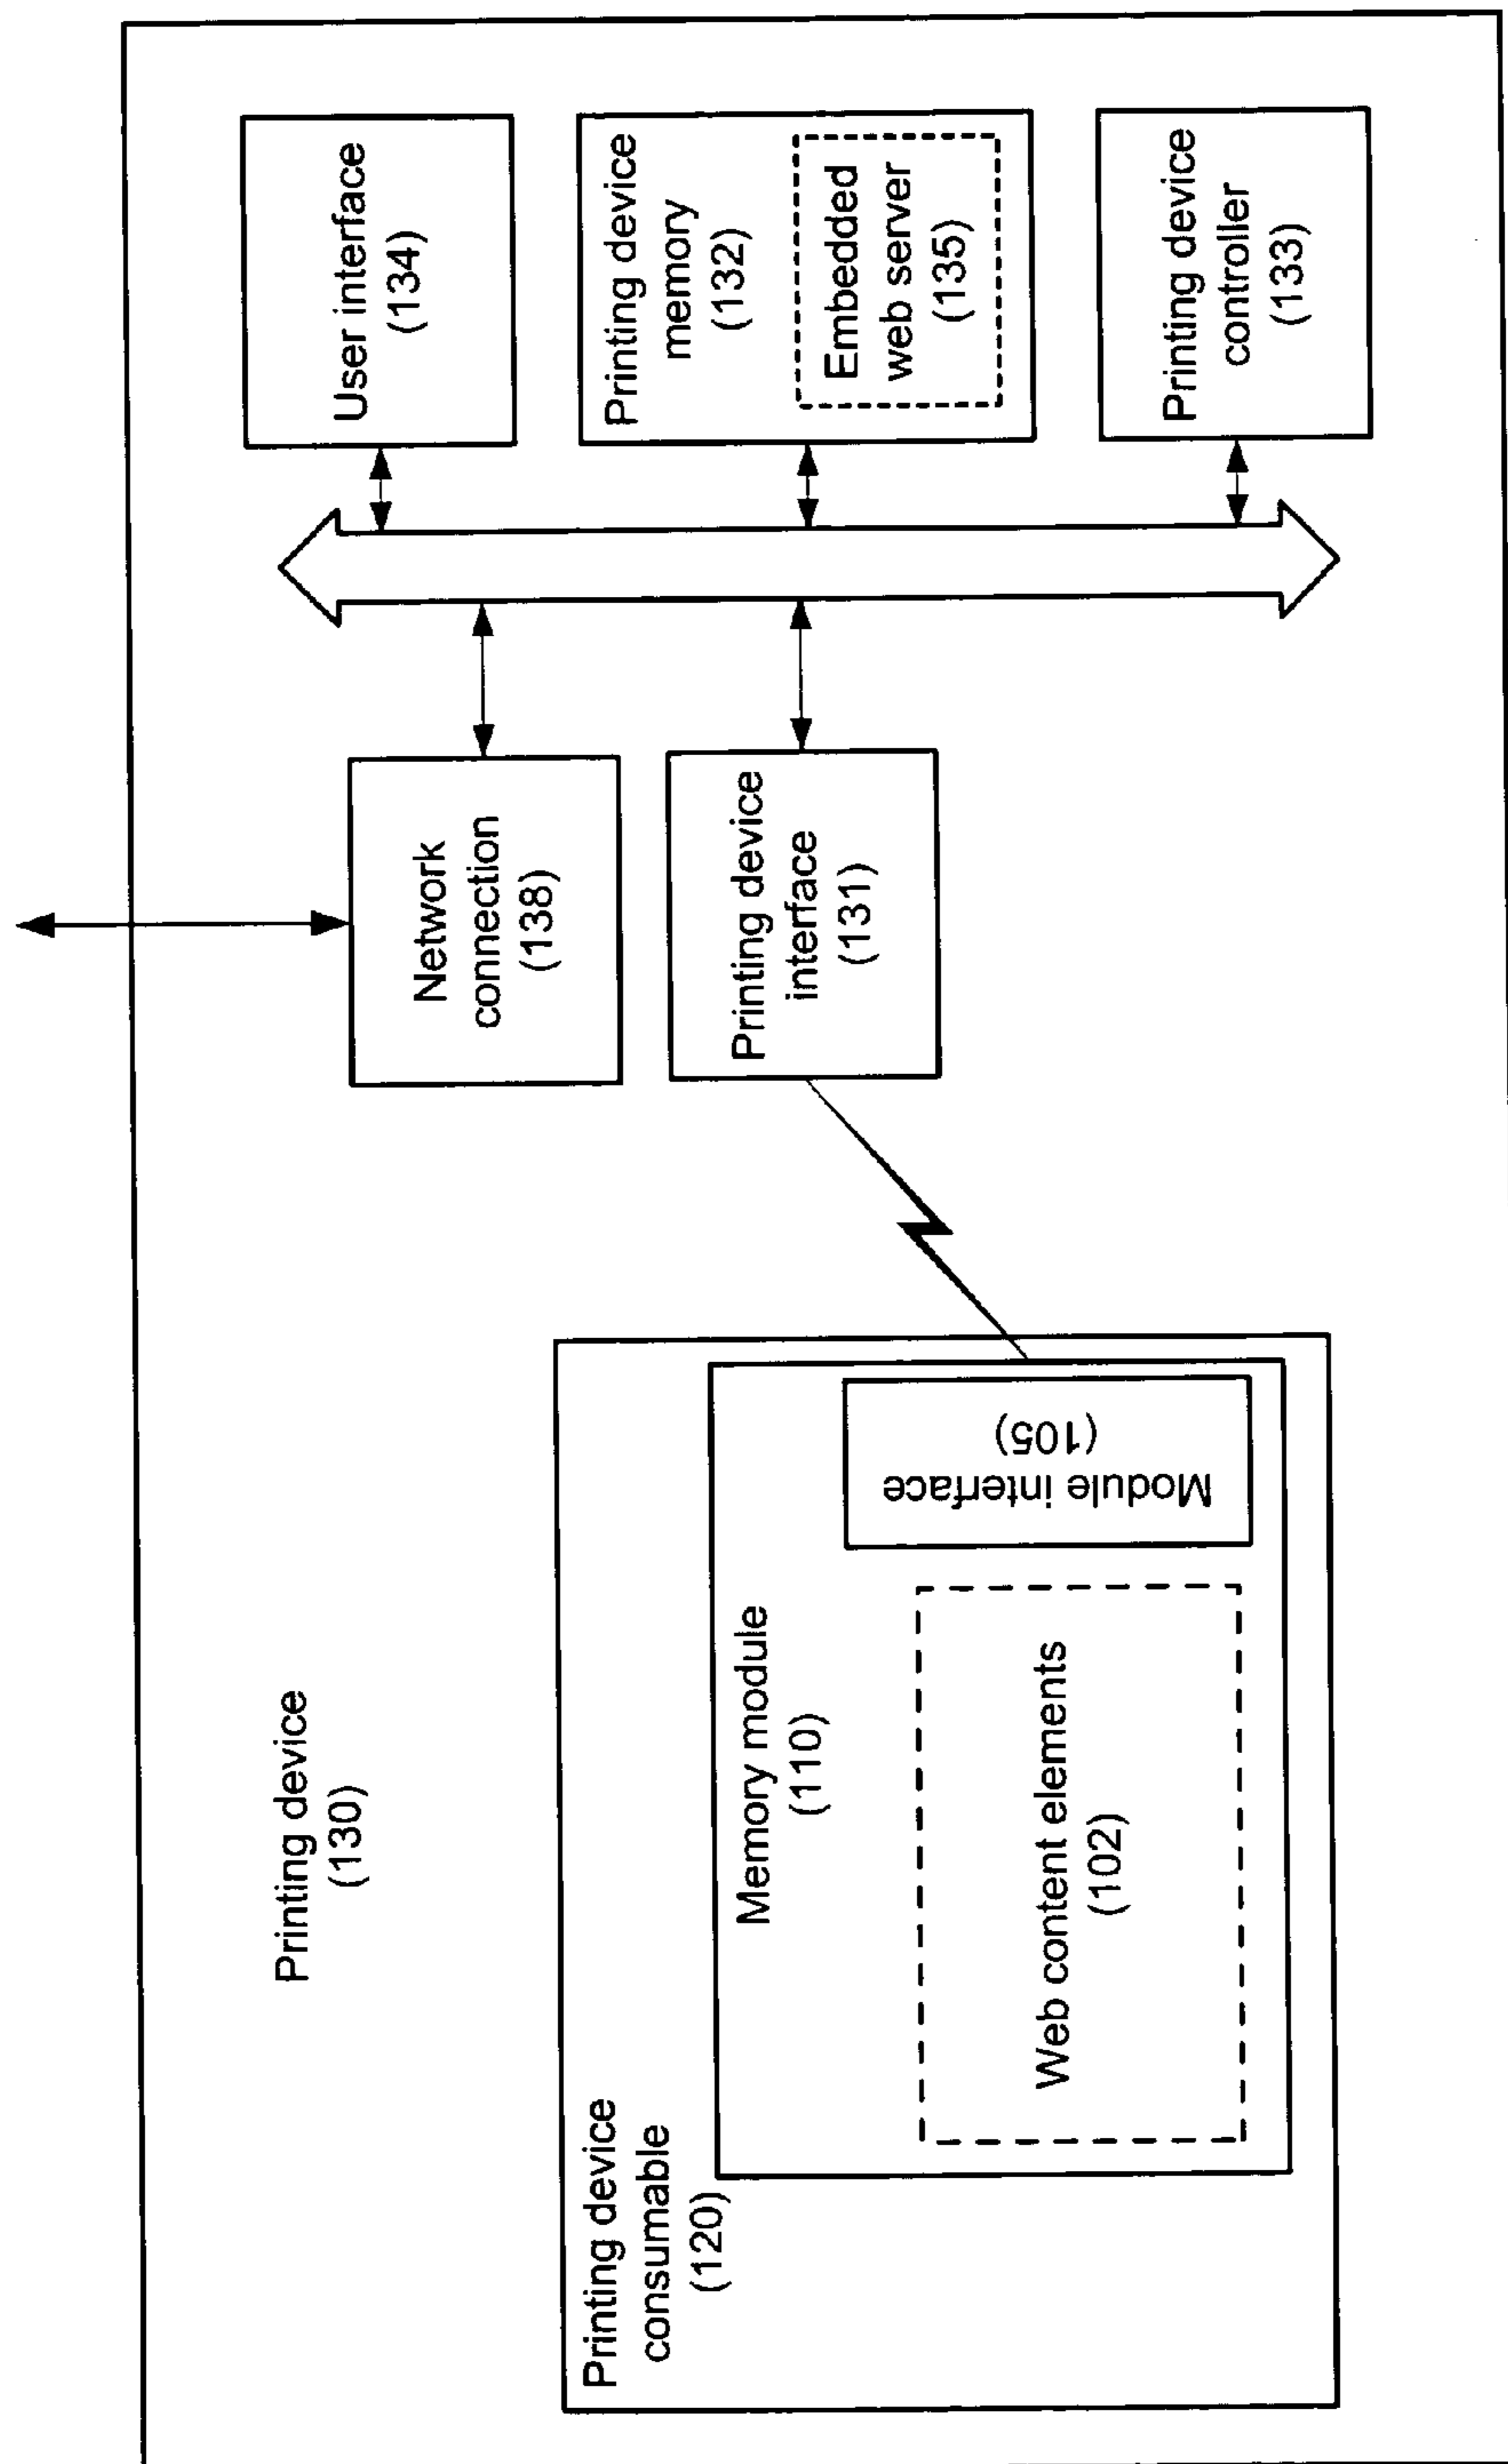 Printing device
(130)
Printing device
consumable
(120)
Memory module
(110)
Web content elements
(102)
Module interface
(105)
Network
connection
(138)
Printing device
interface
(131)
User interface
(134)
Printing device
memory
(132)
Embedded
web server
(135)
Printing device
controller
(133)